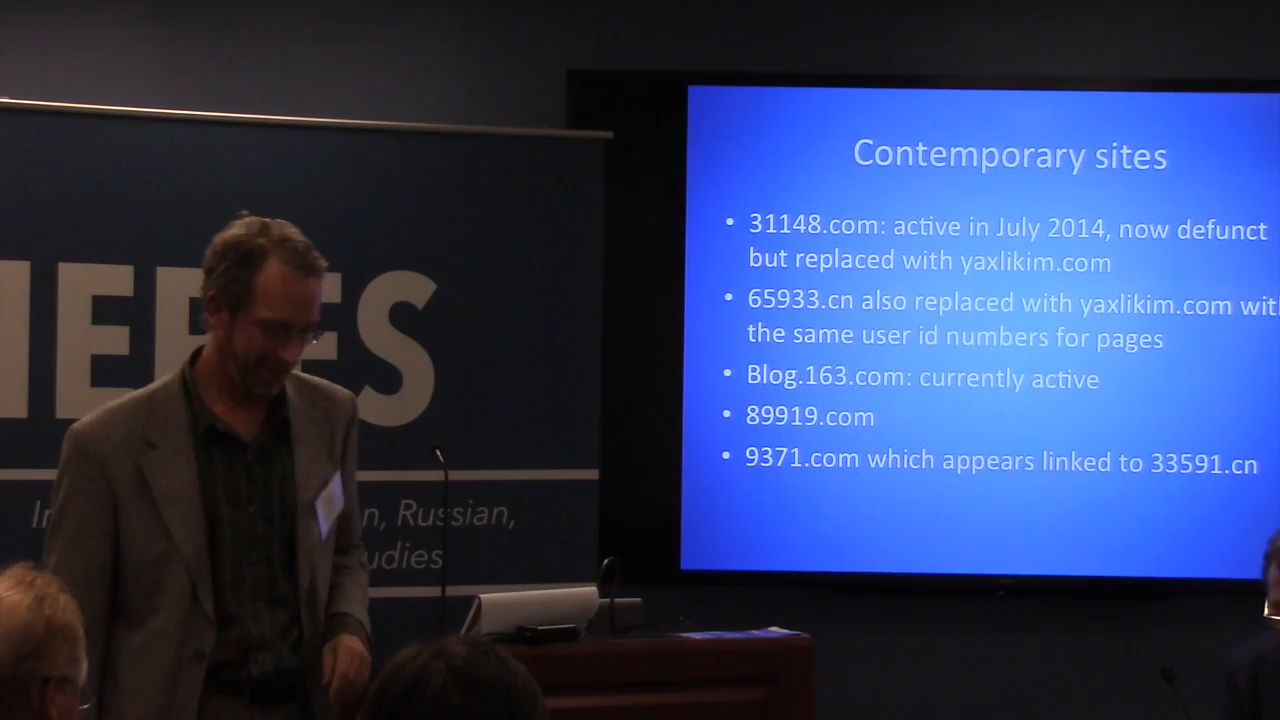 Contemporary sites
• 31148.com: active in July 2014, now defunct
but replaced with yaxlikim.com
• 65933.cn also replaced with yaxlikim.com with
the same user id numbers for pages
• Blog.163.com: currently active
• 89919.com
• 9371.com which appears linked to 33591.cn
ES
Russian,